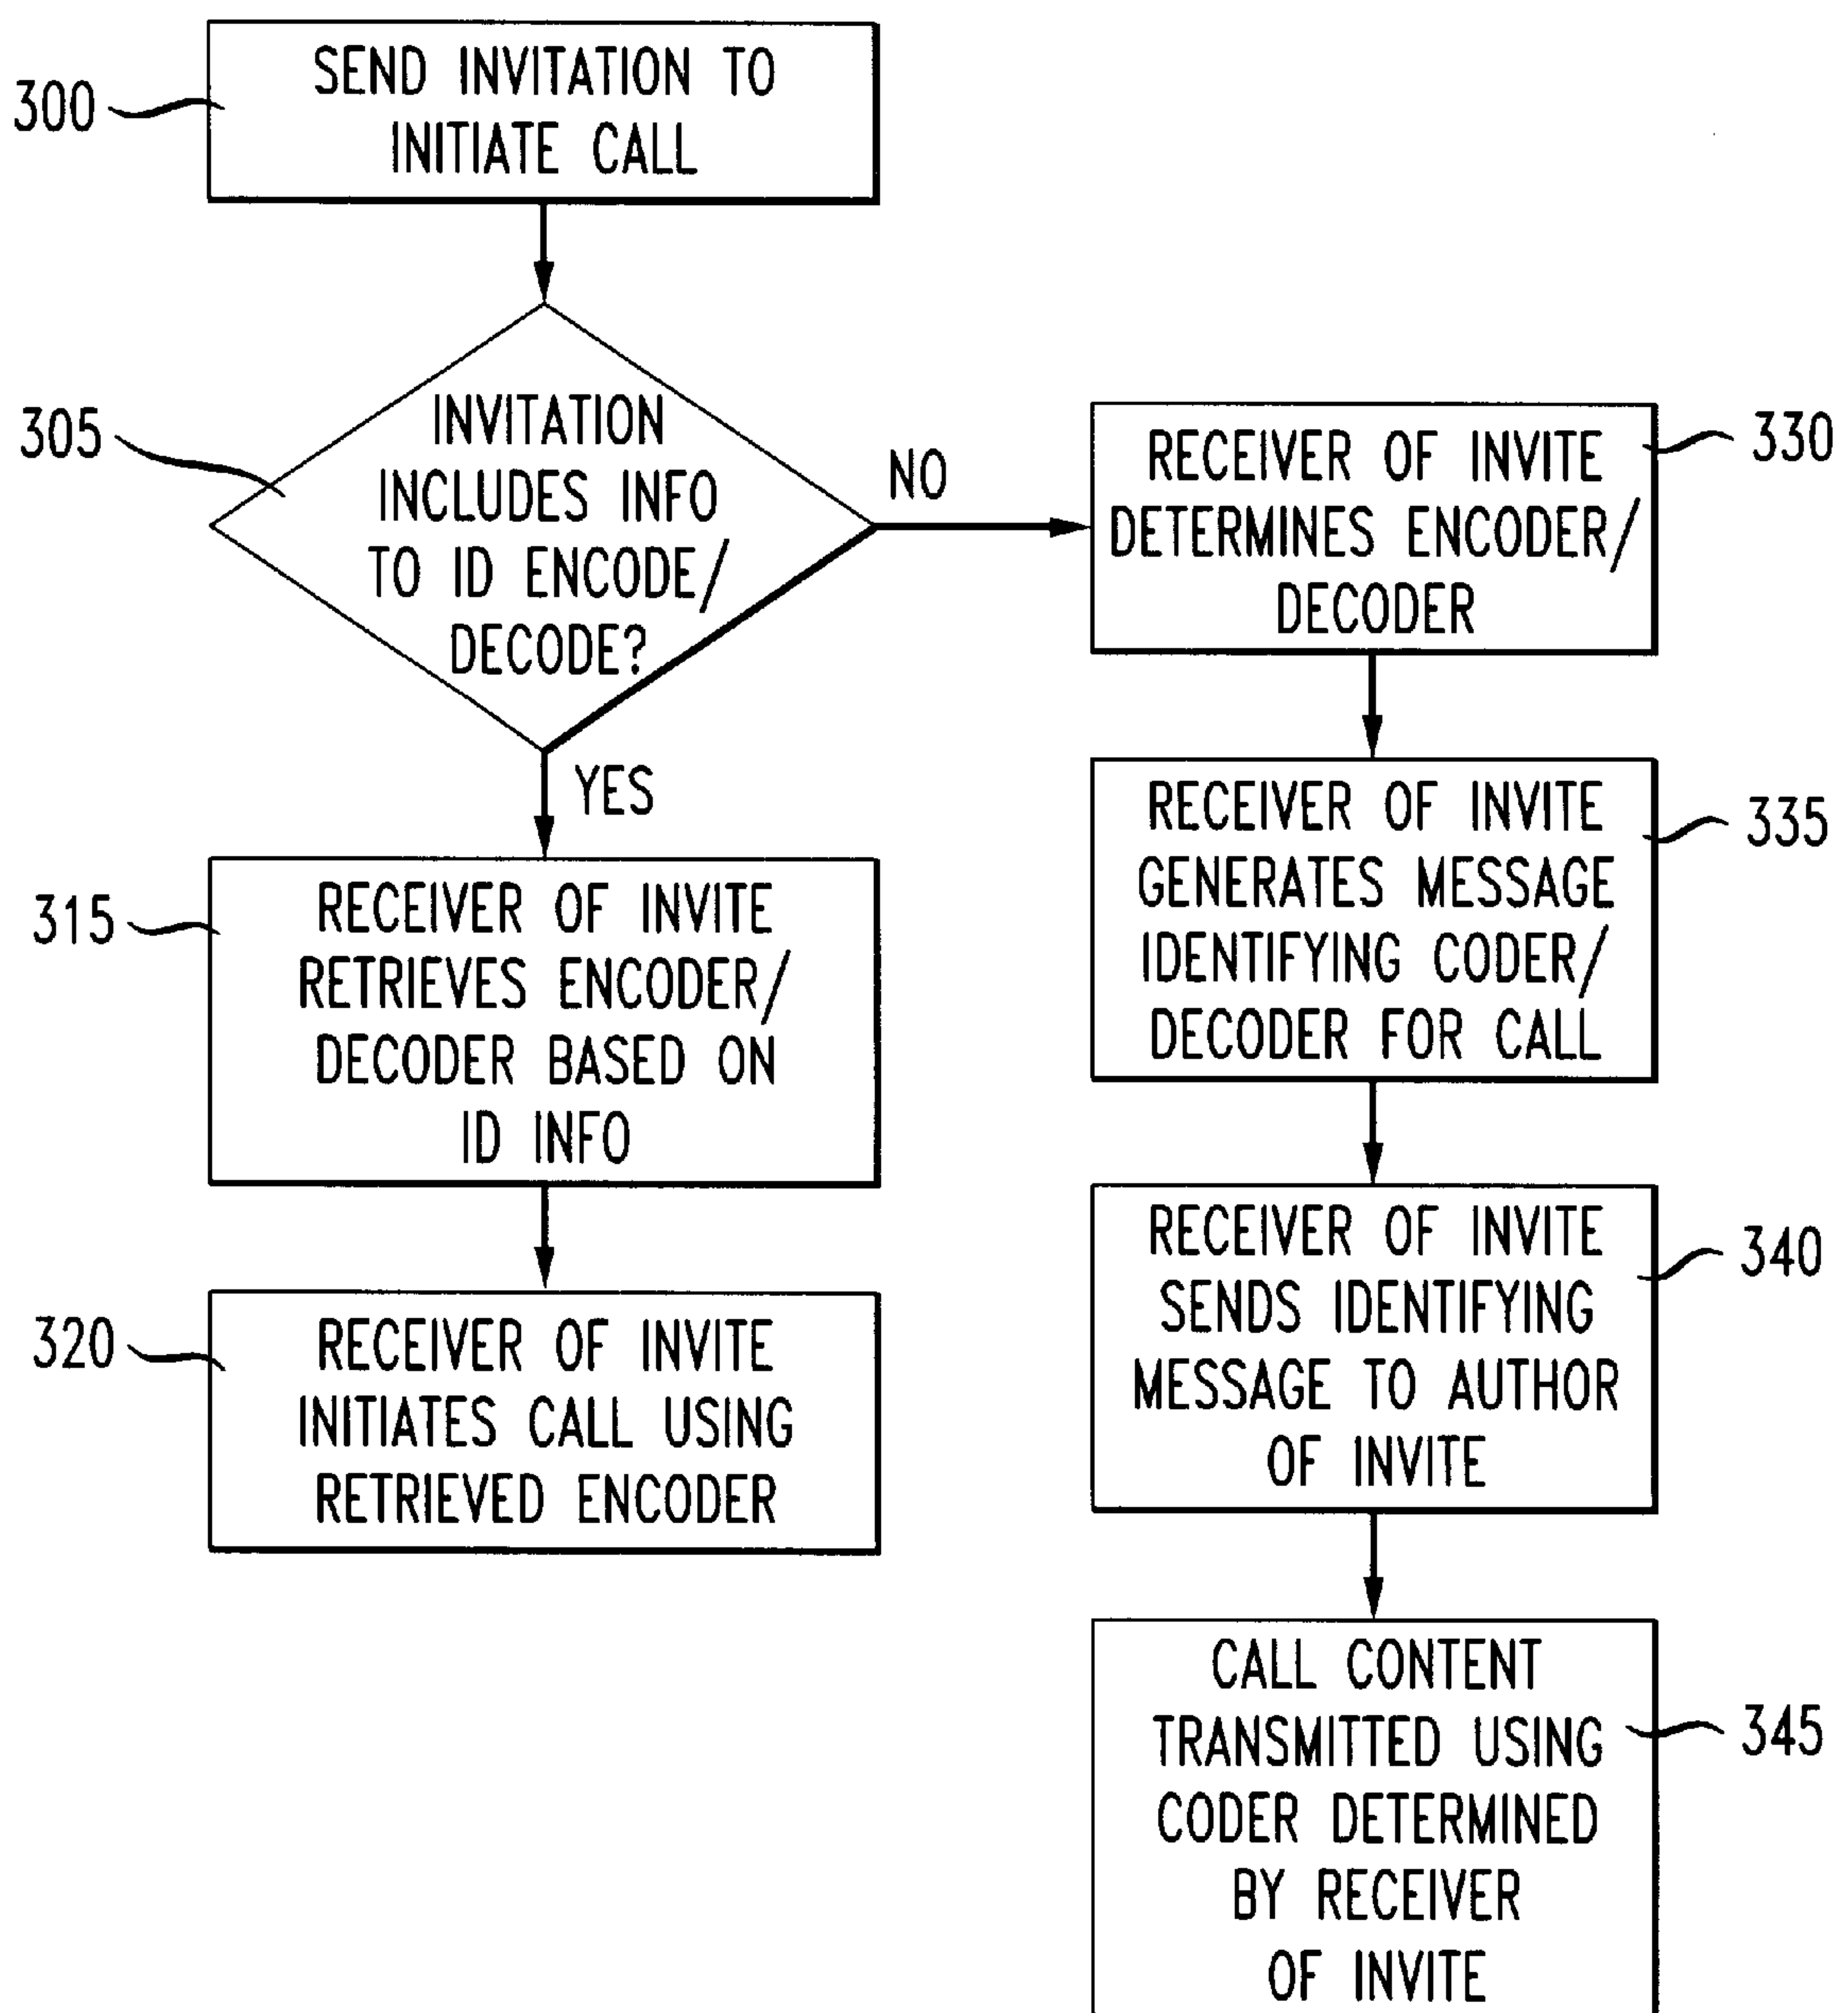 300
SEND INVITATION TO
INITIATE CALL
305
INVITATION
INCLUDES INFO
TO ID ENCODE/
DECODE?
NO
YES
315
RECEIVER OF INVITE
RETRIEVES ENCODER/
DECODER BASED ON
ID INFO
320
RECEIVER OF INVITE
INITIATES CALL USING
RETRIEVED ENCODER
330
RECEIVER OF INVITE
DETERMINES ENCODER/
DECODER
335
RECEIVER OF INVITE
GENERATES MESSAGE
IDENTIFYING CODER/
DECODER FOR CALL
340
RECEIVER OF INVITE
SENDS IDENTIFYING
MESSAGE TO AUTHOR
OF INVITE
345
CALL CONTENT
TRANSMITTED USING
CODER DETERMINED
BY RECEIVER
OF INVITE